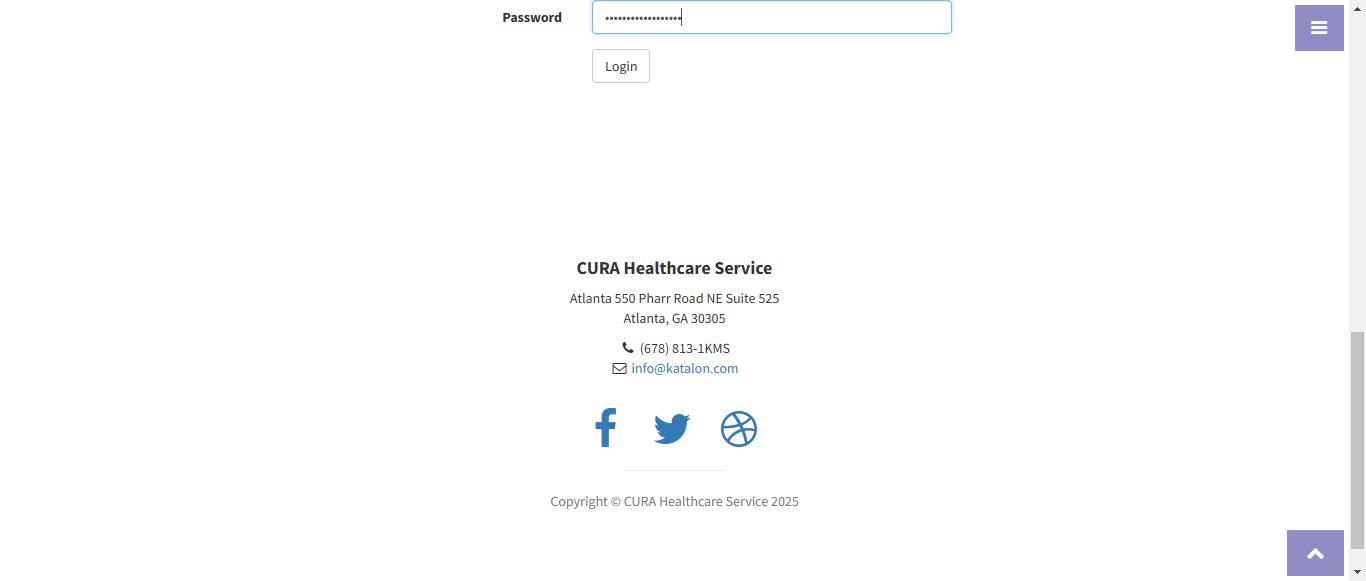 Password
••••••••••••••••••
Login
CURA Healthcare Service
Atlanta 550 Pharr Road NE Suite 525
Atlanta, GA 30305
(678) 813-1KMS
info@katalon.com
Copyright © CURA Healthcare Service 2025